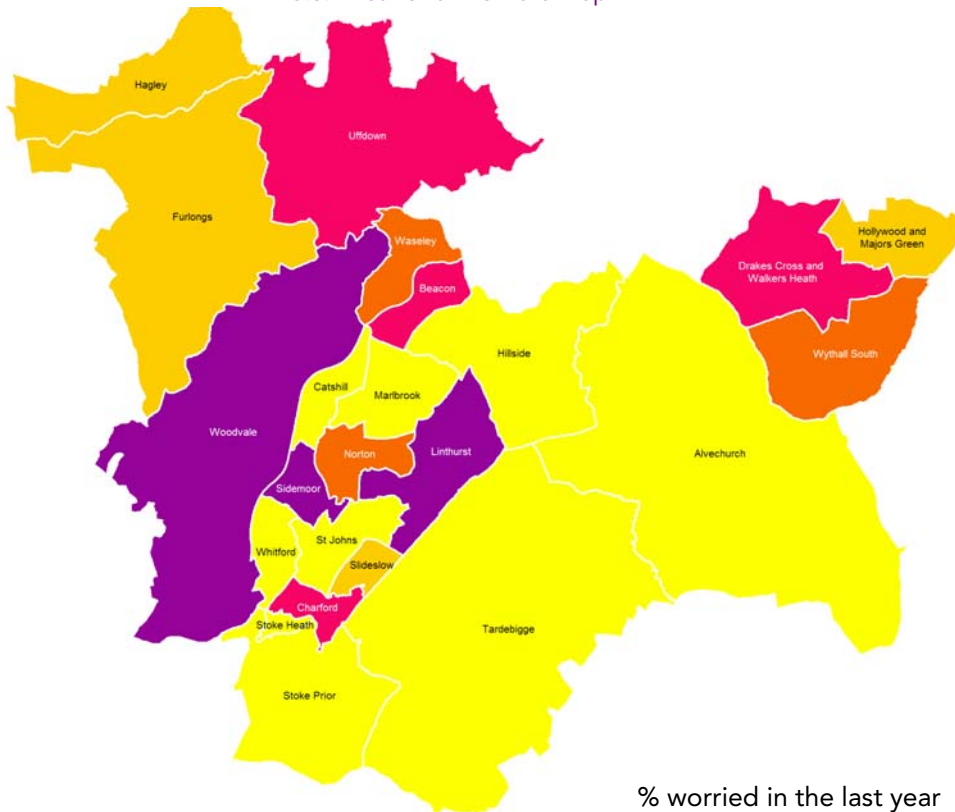 Hagley
Uffdown
Furlongs
Waseley
Hollywood and
Majors Green
Drakes Cross and
Walkers Heath
Beacon
Wythall South
Hillside
Catshill
Marlbrook
Woodvale
Norton
Linthurst
Alvechurch
Sidemoor
St Johns
Whitford
Slideslow
Charford
Stoke Heath
Tardebigge
Stoke Prior
% worried in the last year